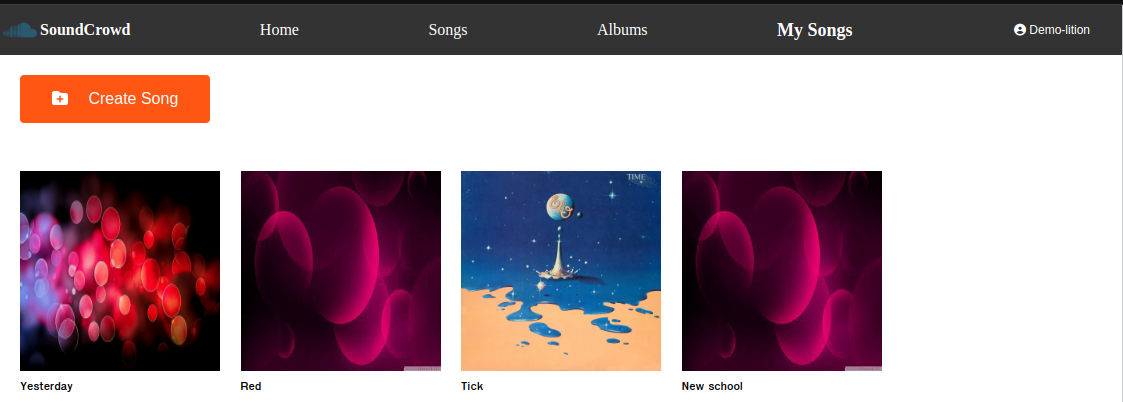 SoundCrowd Home Songs Albums My Songs Demo-lition
Create Song
TIME
Yesterday Red Tick New school